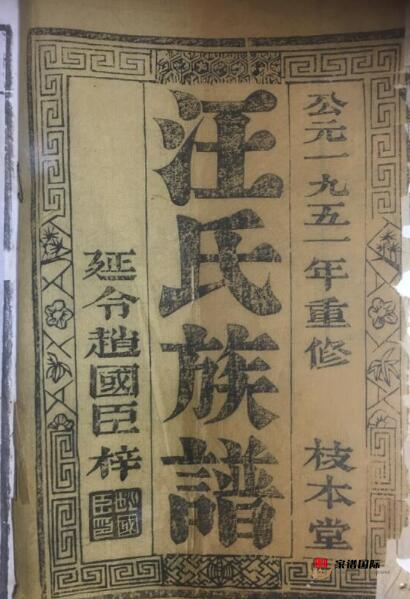 公元一九五一年重修 枝本堂
汪氏族譜
延令趙國臣梓
家谱国际